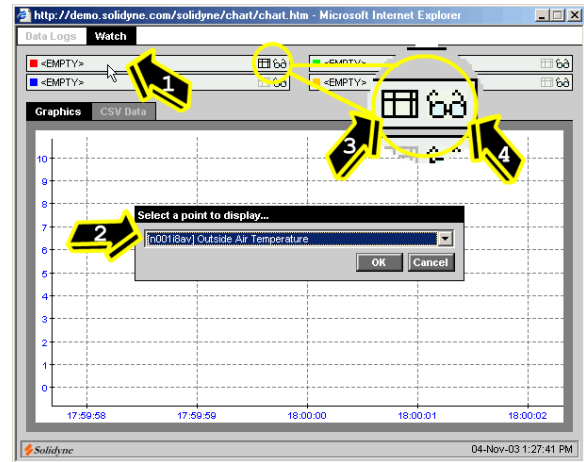 http://demo.solidyne.com/solidyne/chart/chart.htm - Microsoft Internet Explorer
Data Logs Watch
<EMPTY> <EMPTY>
<EMPTY> <EMPTY>
1
3 4
Graphics CSV Data
10
9
8
Select a point to display...
7
2 [n001i8av] Outside Air Temperature
6
OK Cancel
5
4
3
2
1
0
17:59:58 17:59:59 18:00:00 18:00:01 18:00:02
Solidyne 04-Nov-03 1:27:41 PM